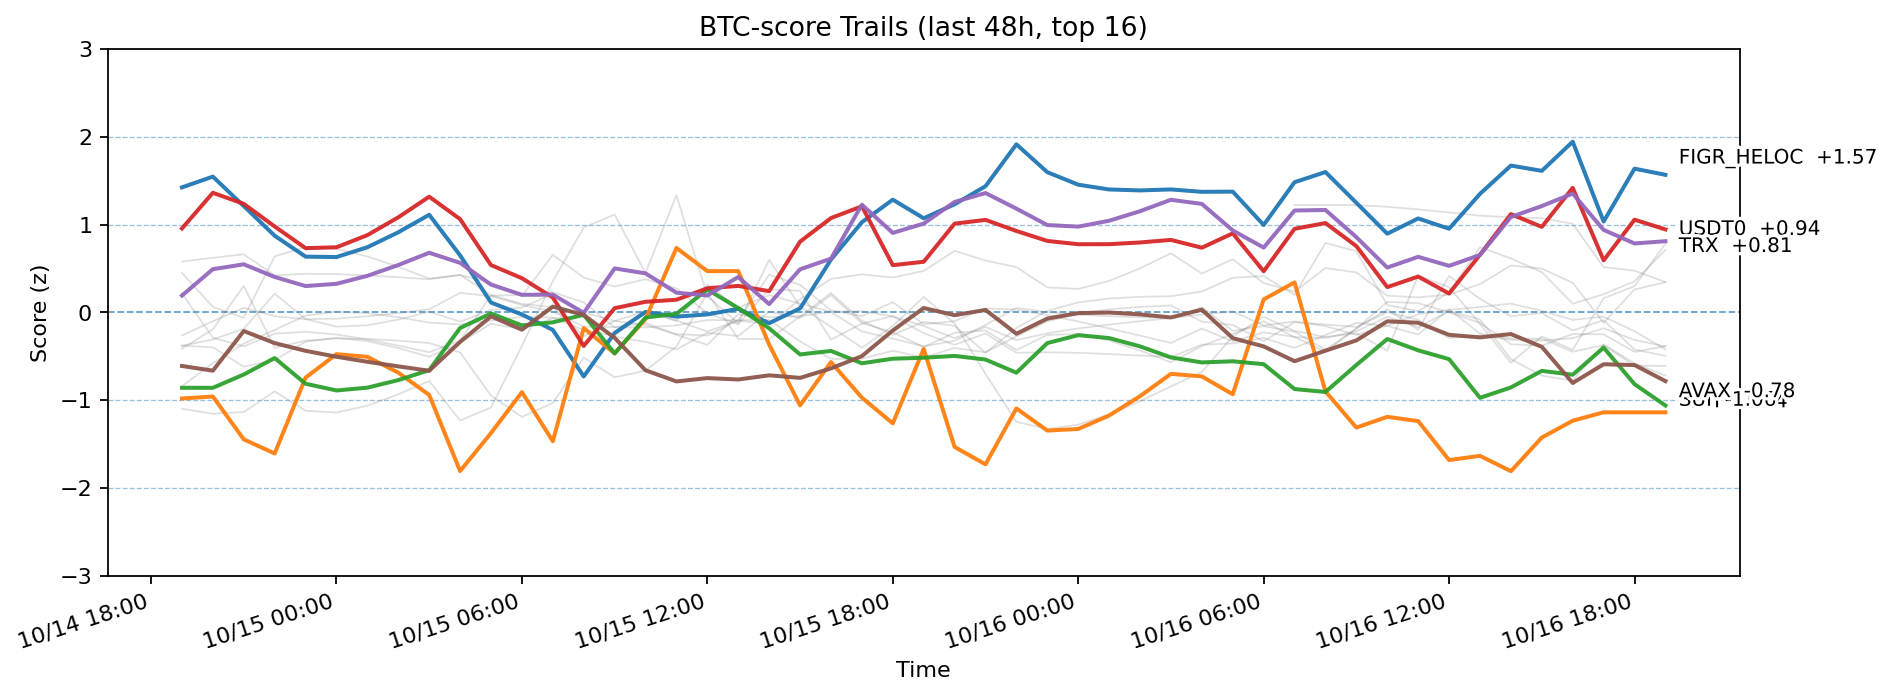 BTC-score Trails (last 48h, top 16)
3
2
1
0
−1
−2
−3
Score (z)
FIGR_HELOC +1.57
USDT0 +0.94
TRX +0.81
AVAX -0.78
10/14 18:00
10/15 00:00
10/15 06:00
10/15 12:00
10/15 18:00
10/16 00:00
10/16 06:00
10/16 12:00
10/16 18:00
Time